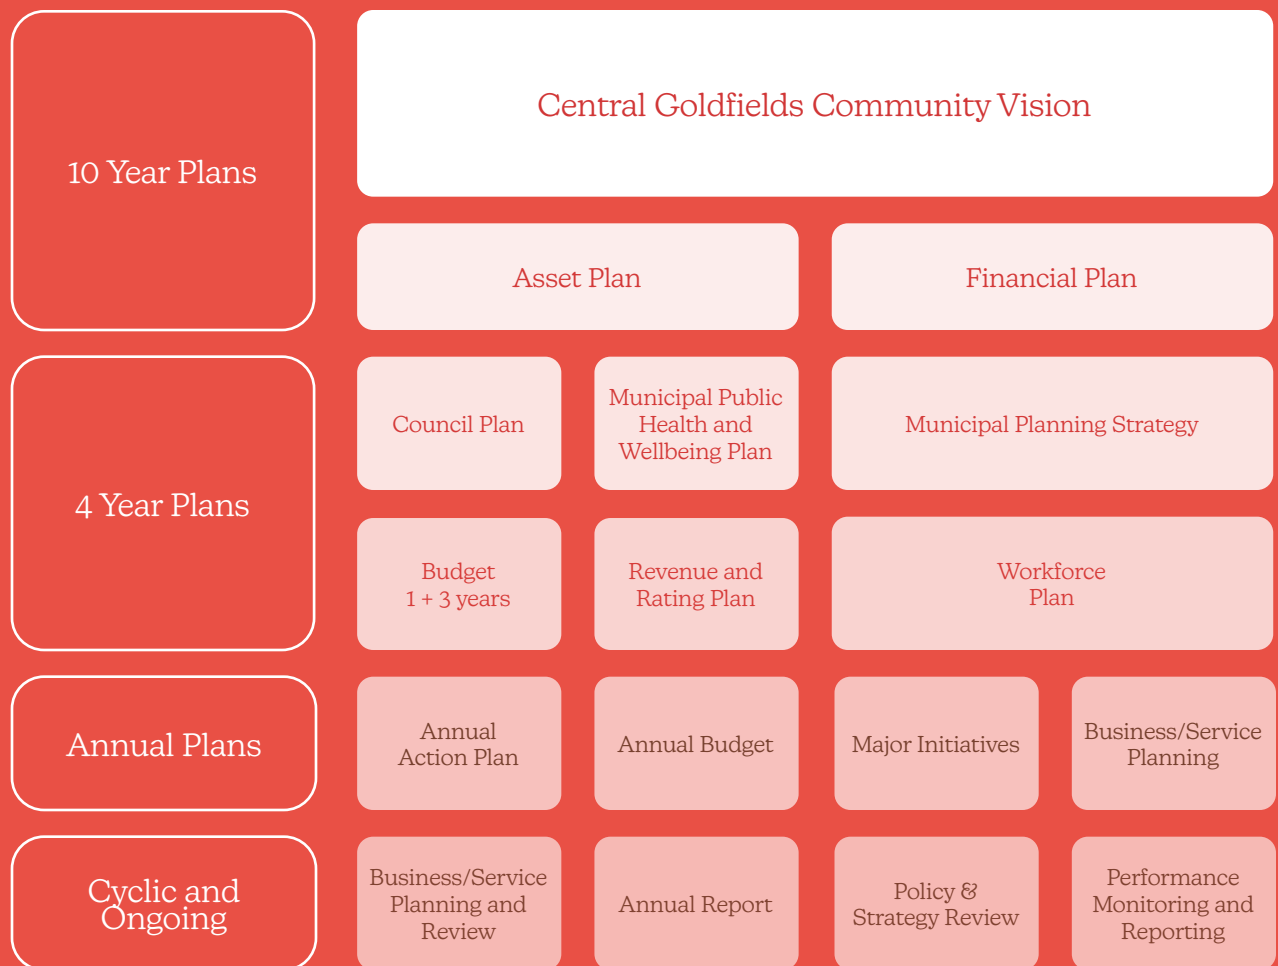 10 Year Plans
Central Goldfields Community Vision
Asset Plan
Financial Plan
4 Year Plans
Council Plan
Municipal Public
Health and
Wellbeing Plan
Municipal Planning Strategy
Budget
1 + 3 years
Revenue and
Rating Plan
Workforce
Plan
Annual Plans
Annual
Action Plan
Annual Budget
Major Initiatives
Business/Service
Planning
Cyclic and
Ongoing
Business/Service
Planning and
Review
Annual Report
Policy &
Strategy Review
Performance
Monitoring and
Reporting